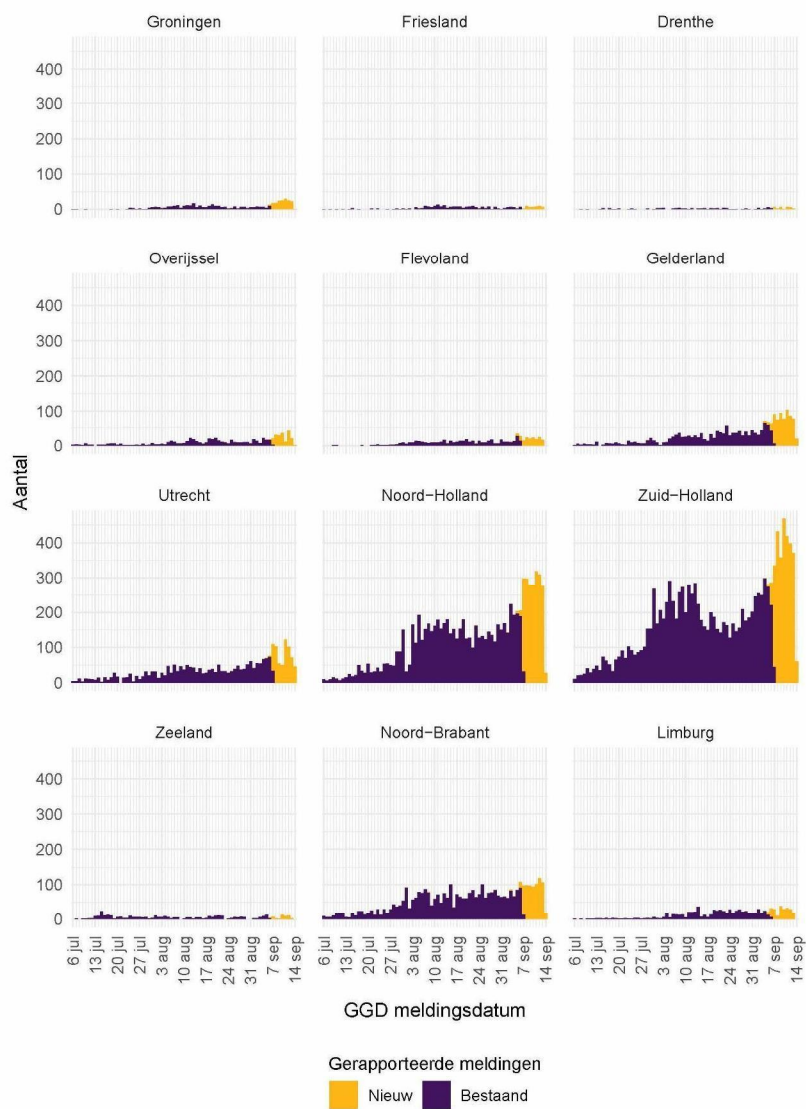 Groningen Friesland Drenthe
400
300
200
100
0
Overijssel Flevoland Gelderland
400
300
200
100
0
Aantal
Utrecht Noord−Holland Zuid−Holland
400
300
200
100
0
Zeeland Noord−Brabant Limburg
400
300
200
100
0
6 jul 13 jul 20 jul 27 jul 3 aug 10 aug 17 aug 24 aug 31 aug 7 sep 14 sep 6 jul 13 jul 20 jul 27 jul 3 aug 10 aug 17 aug 24 aug 31 aug 7 sep 14 sep 6 jul 13 jul 20 jul 27 jul 3 aug 10 aug 17 aug 24 aug 31 aug 7 sep 14 sep
GGD meldingsdatum
Gerapporteerde meldingen
Nieuw Bestaand